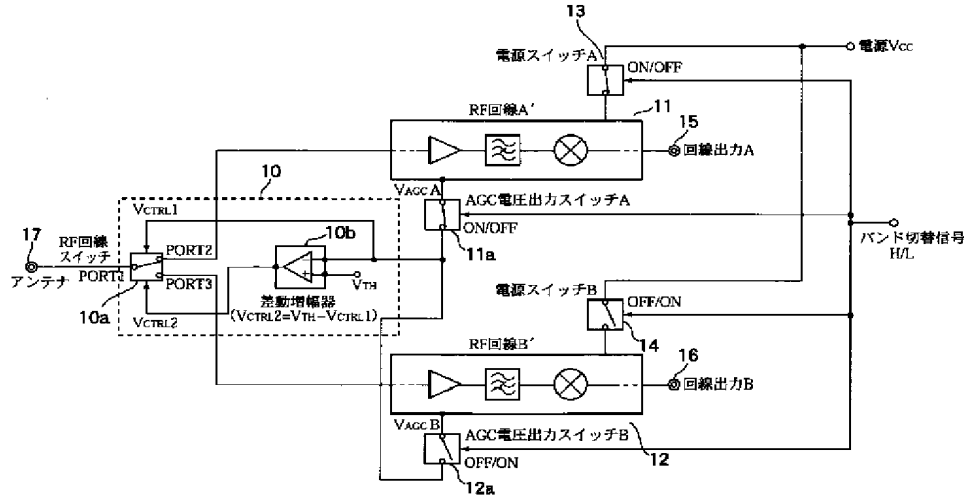 13
電源スイッチA
電源VCC
ON/OFF
RF回線A′
11
15
回線出力A
10
VAGC A
AGC電圧出力スイッチA
VCTRL1
ON/OFF
バンド切替信号
H/L
17
RF回線
スイッチ
PORT2
10b
11a
PORT1
アンテナ
PORT3
VTH
10a
差動増幅器
(VCTRL2=VTH−VCTRL1)
VCTRL2
電源スイッチB
OFF/ON
14
RF回線B′
16
回線出力B
VAGC B
AGC電圧出力スイッチB
12
OFF/ON
12a